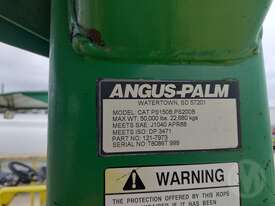 ANGUS-PALM
WATERTOWN, SD 57201
MODEL: CAT PS150B PS200B
MAX WT: 50,000 lbs, 22,680 kgs
MEETS SAE: J1040 APR88
MEETS ISO: DP 3471
PART NO: 121-7973
SERIAL NO: T8086T 999
WARNING
THE PROTECTION OFFERED BY THIS ROPS